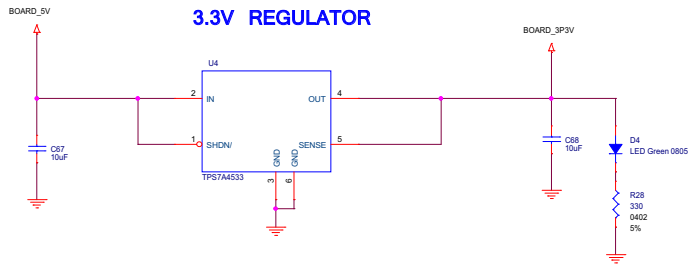 3.3V REGULATOR
BOARD_5V
BOARD_3P3V
U4
2
IN
OUT
4
1
SHDN/
SENSE
5
GND
GND
3
6
TPS7A4533
C67
10uF
C68
10uF
D4
LED Green 0805
R28
330
0402
5%